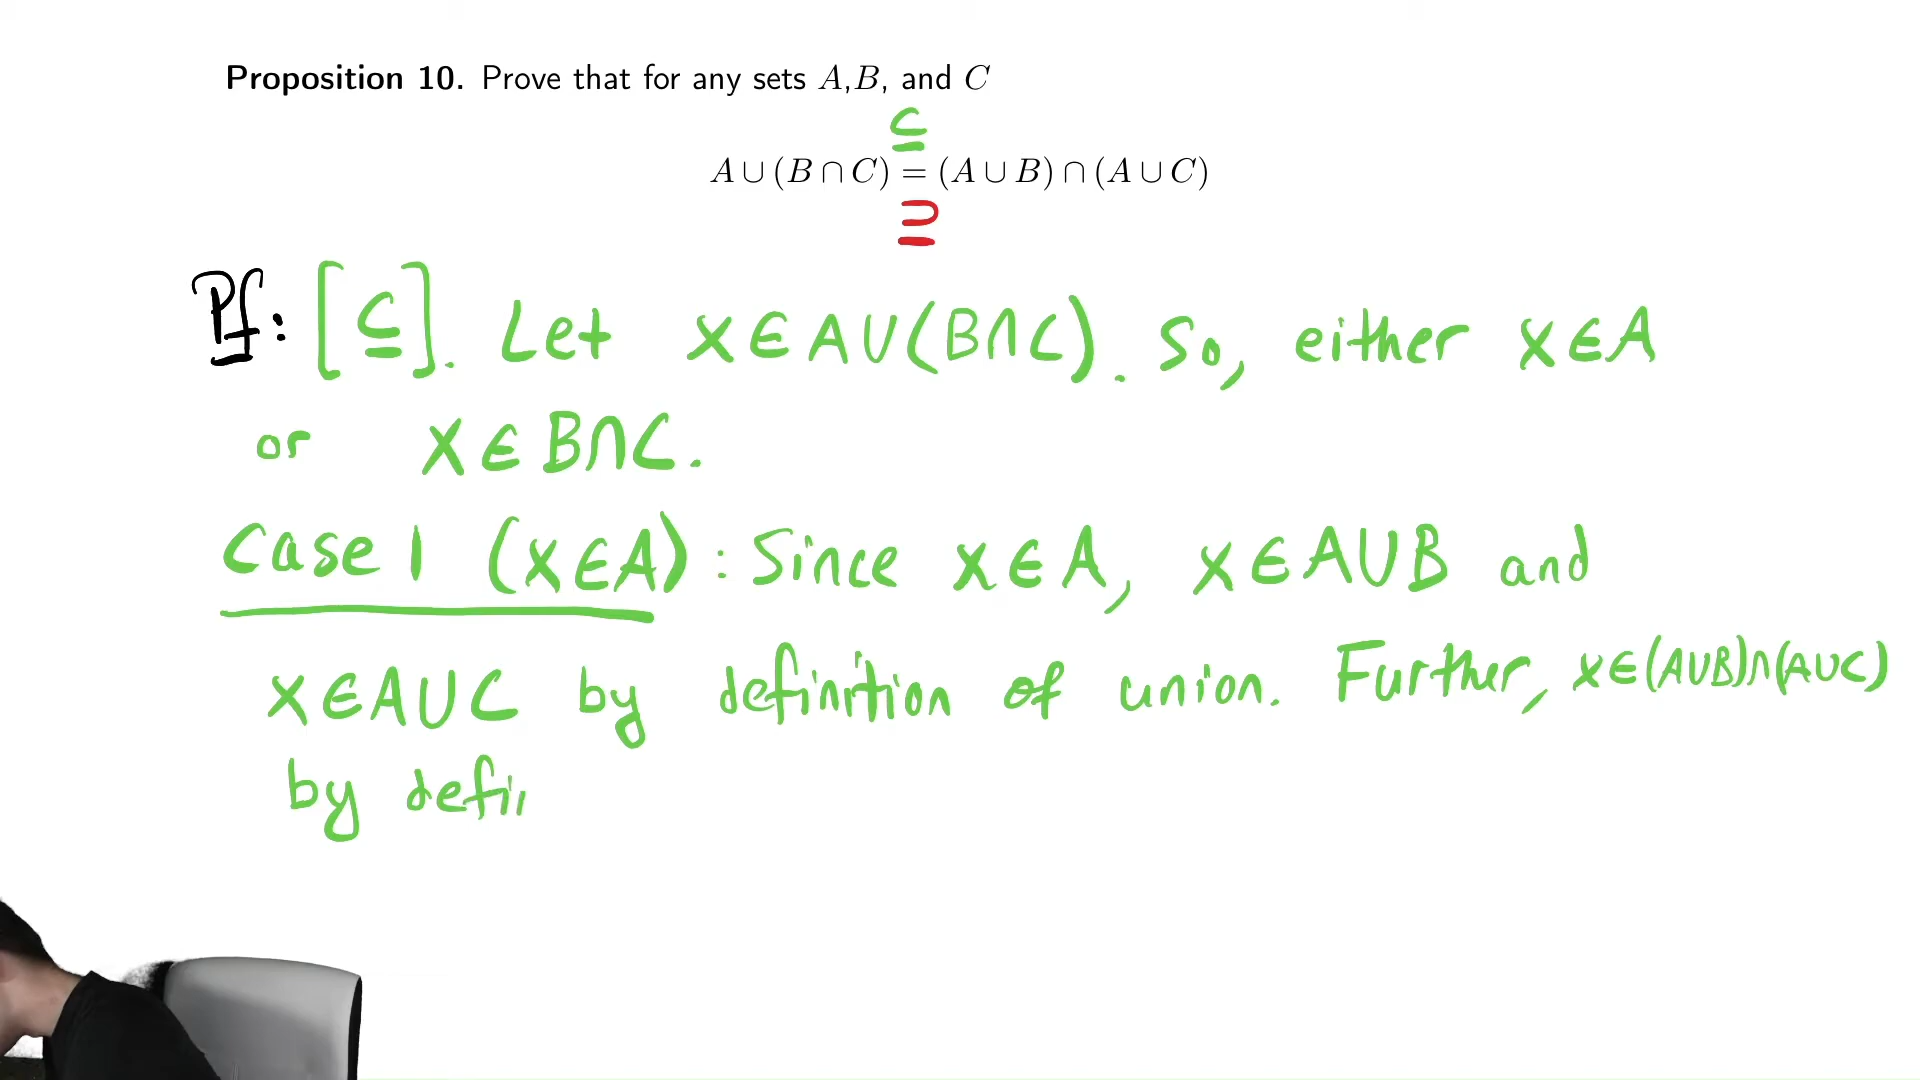 Proposition 10. Prove that for any sets A,B, and C
⊆
A ∪ (B ∩ C) = (A ∪ B) ∩ (A ∪ C)
⊇
Pf: [⊆]. Let x∈A∪(B∩C). So, either x∈A
or x∈B∩C.
Case 1 (x∈A): Since x∈A, x∈A∪B and
x∈A∪C by definition of union. Further, x∈(A∪B)∩(A∪C)
by defin